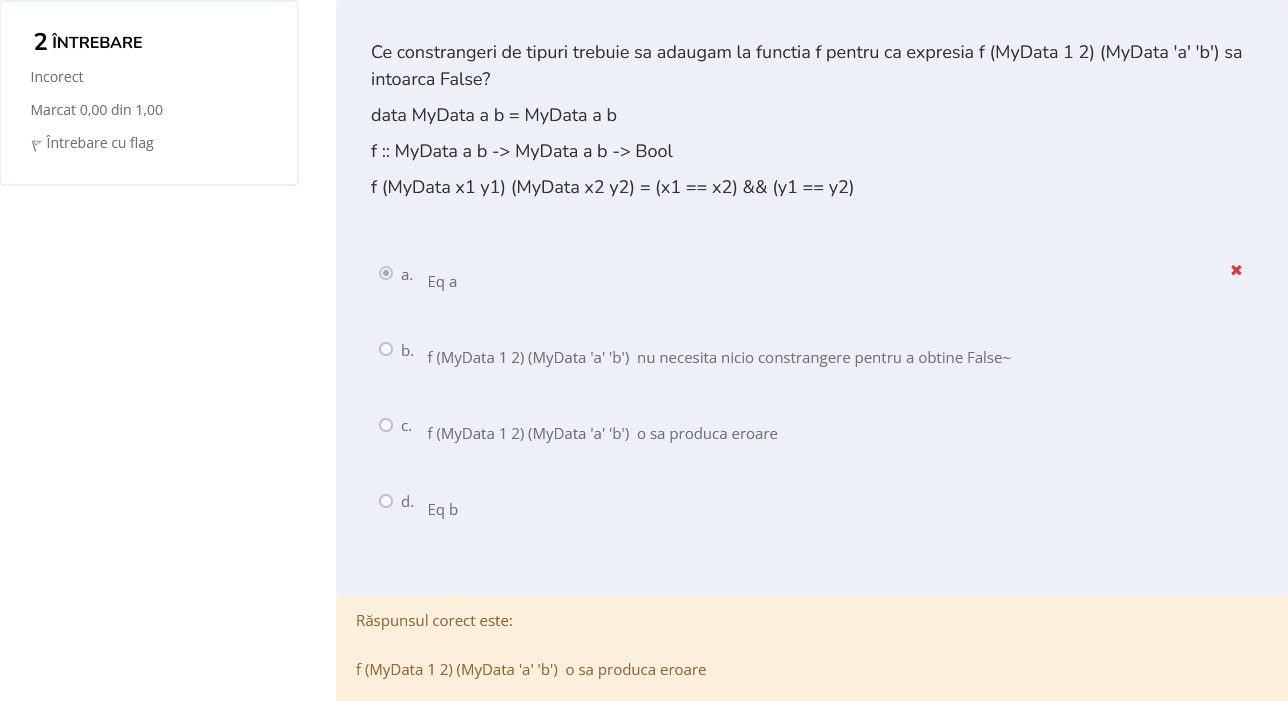 2 ÎNTREBARE
Incorect
Marcat 0,00 din 1,00
Întrebare cu flag
Ce constrangeri de tipuri trebuie sa adaugam la functia f pentru ca expresia f (MyData 1 2) (MyData 'a' 'b') sa
intoarca False?
data MyData a b = MyData a b
f :: MyData a b -> MyData a b -> Bool
f (MyData x1 y1) (MyData x2 y2) = (x1 == x2) && (y1 == y2)
a. Eq a
b. f (MyData 1 2) (MyData 'a' 'b')  nu necesita nicio constrangere pentru a obtine False~
c. f (MyData 1 2) (MyData 'a' 'b')  o sa produca eroare
d. Eq b
Răspunsul corect este:
f (MyData 1 2) (MyData 'a' 'b')  o sa produca eroare